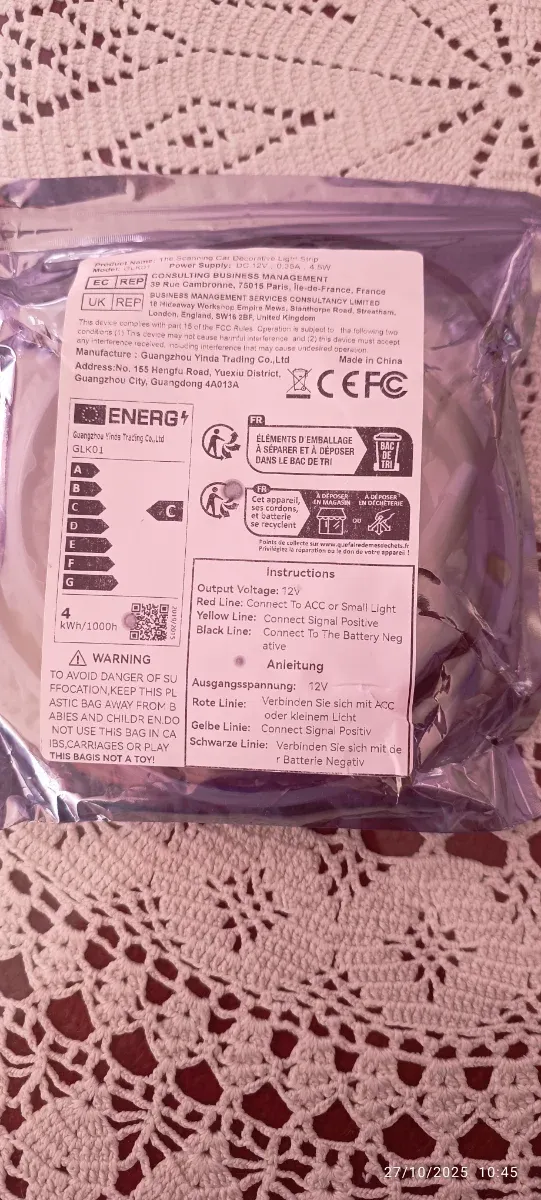 Product Name: The Scanning Car Decorative Light Strip
Model: GLK01 Power Supply: DC 12V 0.35A 4.5W
EC REP
CONSULTING BUSINESS MANAGEMENT
39 Rue Cambronne, 75015 Paris, Île-de-France, France
UK REP
BUSINESS MANAGEMENT SERVICES CONSULTANCY LIMITED
18 Hideaway Workshop Empire Mews, Stanthorpe Road, Streatham,
London, England, SW16 2BF, United Kingdom
This device complies with part 15 of the FCC Rules. Operation is subject to the following two
conditions (1) This device may not cause harmful interference and (2) this device must accept
any interference received, including interference that may cause undesired operation.
Manufacture : Guangzhou Yinda Trading Co.,Ltd
Made in China
Address:No. 155 Hengfu Road, Yuexiu District,
Guangzhou City, Guangdong 4A013A
CE FC
ENERG
Guangzhou Yinda Trading Co.,Ltd
GLK01
A
B
C
D
E
F
G
C
4
kWh/1000h
2019/2015
FR
ÉLÉMENTS D'EMBALLAGE
À SÉPARER ET À DÉPOSER
DANS LE BAC DE TRI
BAC
DE
TRI
FR
Cet appareil,
ses cordons,
et batterie
se recyclent
À DÉPOSER
EN MAGASIN
OU
À DÉPOSER
EN DÉCHÈTERIE
Points de collecte sur www.quefairedemesdechets.fr
Privilégiez la réparation ou le don de votre appareil !
WARNING
TO AVOID DANGER OF SU
FFOCATION,KEEP THIS PL
ASTIC BAG AWAY FROM B
ABIES AND CHILDR EN.DO
NOT USE THiS BAG IN CA
IBS,CARRIAGES OR PLAY
THIS BAGIS NOT A TOY!
Instructions
Output Voltage: 12V
Red Line: Connect To ACC or Small Light
Yellow Line: Connect Signal Positive
Black Line: Connect To The Battery Neg
ative
Anleitung
Ausgangsspannung: 12V
Rote Linie: Verbinden Sie sich mit ACC
oder kleinem Licht
Gelbe Linie: Connect Signal Positiv
Schwarze Linie: Verbinden Sie sich mit de
r Batterie Negativ
27/10/2025 10:45